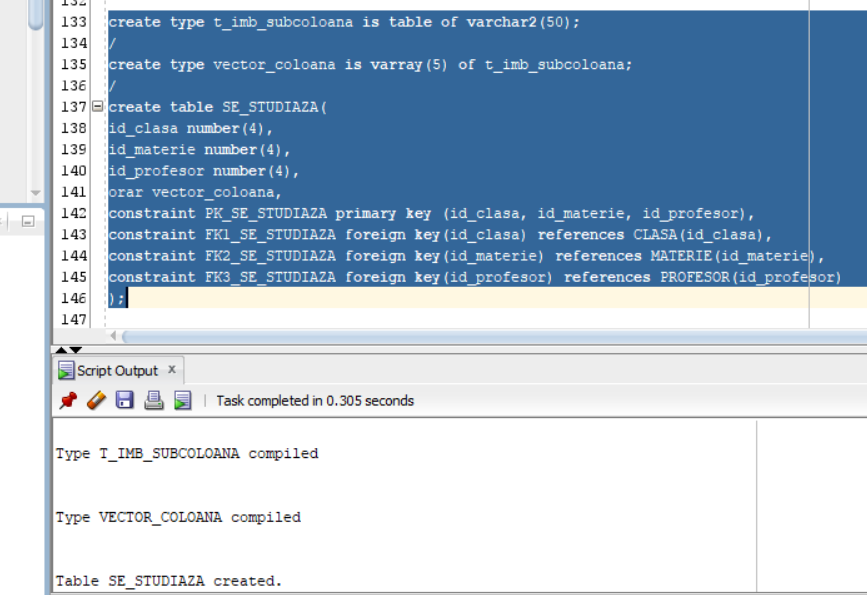 133 create type t_imb_subcoloana is table of varchar2(50);
134 /
135 create type vector_coloana is varray(5) of t_imb_subcoloana;
136 /
137 create table SE_STUDIAZA(
138 id_clasa number(4),
139 id_materie number(4),
140 id_profesor number(4),
141 orar vector_coloana,
142 constraint PK_SE_STUDIAZA primary key (id_clasa, id_materie, id_profesor),
143 constraint FK1_SE_STUDIAZA foreign key(id_clasa) references CLASA(id_clasa),
144 constraint FK2_SE_STUDIAZA foreign key(id_materie) references MATERIE(id_materie),
145 constraint FK3_SE_STUDIAZA foreign key(id_profesor) references PROFESOR(id_profesor)
146 );
147
Script Output x
Task completed in 0.305 seconds
Type T_IMB_SUBCOLOANA compiled
Type VECTOR_COLOANA compiled
Table SE_STUDIAZA created.